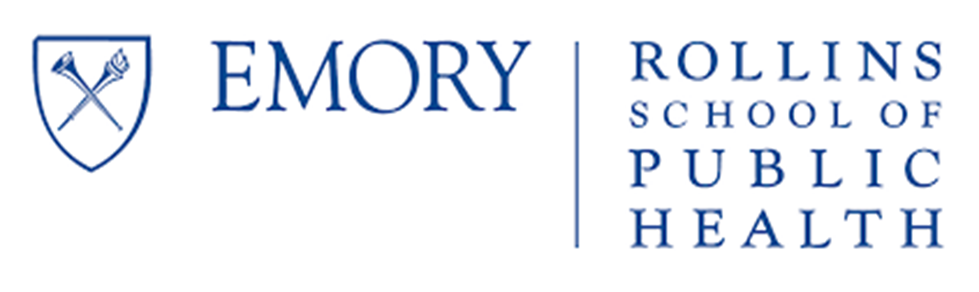 EMORY
ROLLINS
SCHOOL OF
PUBLIC
HEALTH